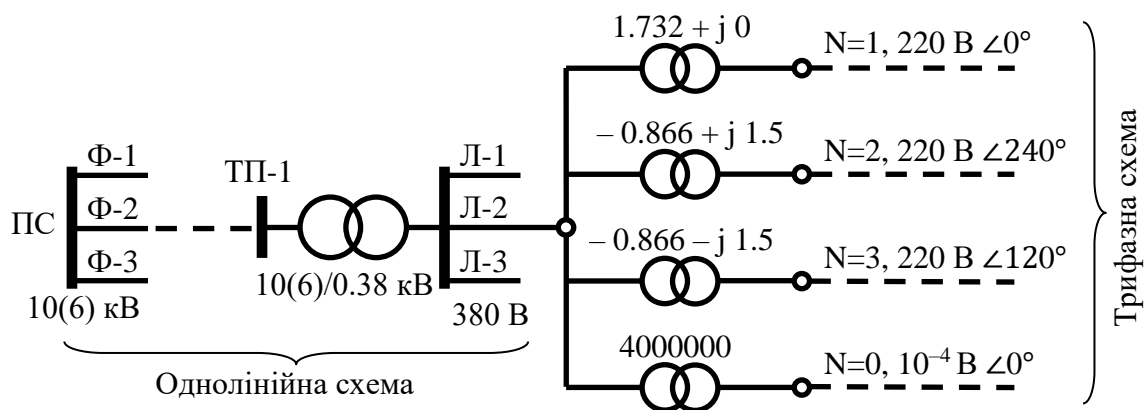 1.732 + j 0
N=1, 220 В ∠0°
– 0.866 + j 1.5
N=2, 220 В ∠240°
Ф-1
ТП-1
Л-1
ПС
Ф-2
Л-2
– 0.866 – j 1.5
Ф-3
Л-3
N=3, 220 В ∠120°
10(6) кВ
10(6)/0.38 кВ
380 В
4000000
N=0, 10⁻⁴ В ∠0°
Однолінійна схема
Трифазна схема